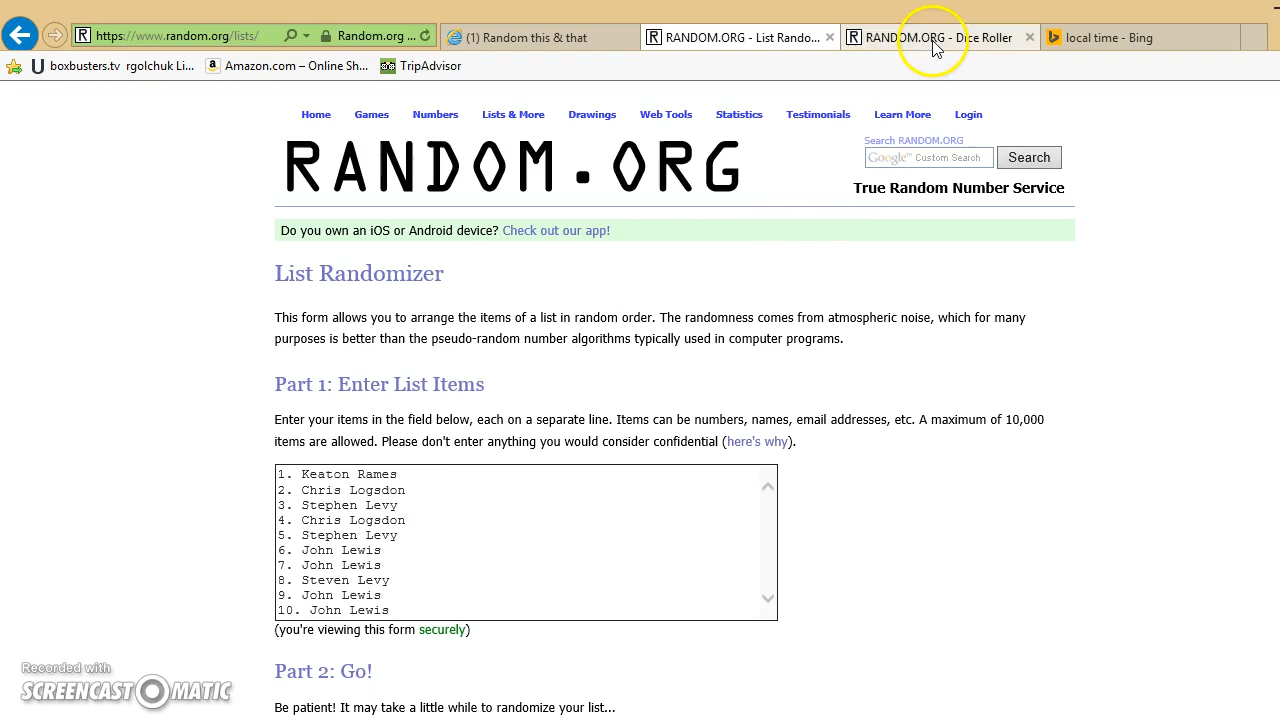 https://www.random.org/lists/
Random.org ...
(1) Random this & that
RANDOM.ORG - List Rando...
RANDOM.ORG - Dice Roller
local time - Bing
boxbusters.tv rgolchuk Li...
Amazon.com – Online Sh...
TripAdvisor
Home Games Numbers Lists & More Drawings Web Tools Statistics Testimonials Learn More Login
RANDOM.ORG
Search RANDOM.ORG
Google™ Custom Search
Search
True Random Number Service
Do you own an iOS or Android device? Check out our app!
List Randomizer
This form allows you to arrange the items of a list in random order. The randomness comes from atmospheric noise, which for many
purposes is better than the pseudo-random number algorithms typically used in computer programs.
Part 1: Enter List Items
Enter your items in the field below, each on a separate line. Items can be numbers, names, email addresses, etc. A maximum of 10,000
items are allowed. Please don't enter anything you would consider confidential (here's why).
1. Keaton Rames
2. Chris Logsdon
3. Stephen Levy
4. Chris Logsdon
5. Stephen Levy
6. John Lewis
7. John Lewis
8. Steven Levy
9. John Lewis
10. John Lewis
(you're viewing this form securely)
Part 2: Go!
Be patient! It may take a little while to randomize your list...
Recorded with
SCREENCAST-O-MATIC